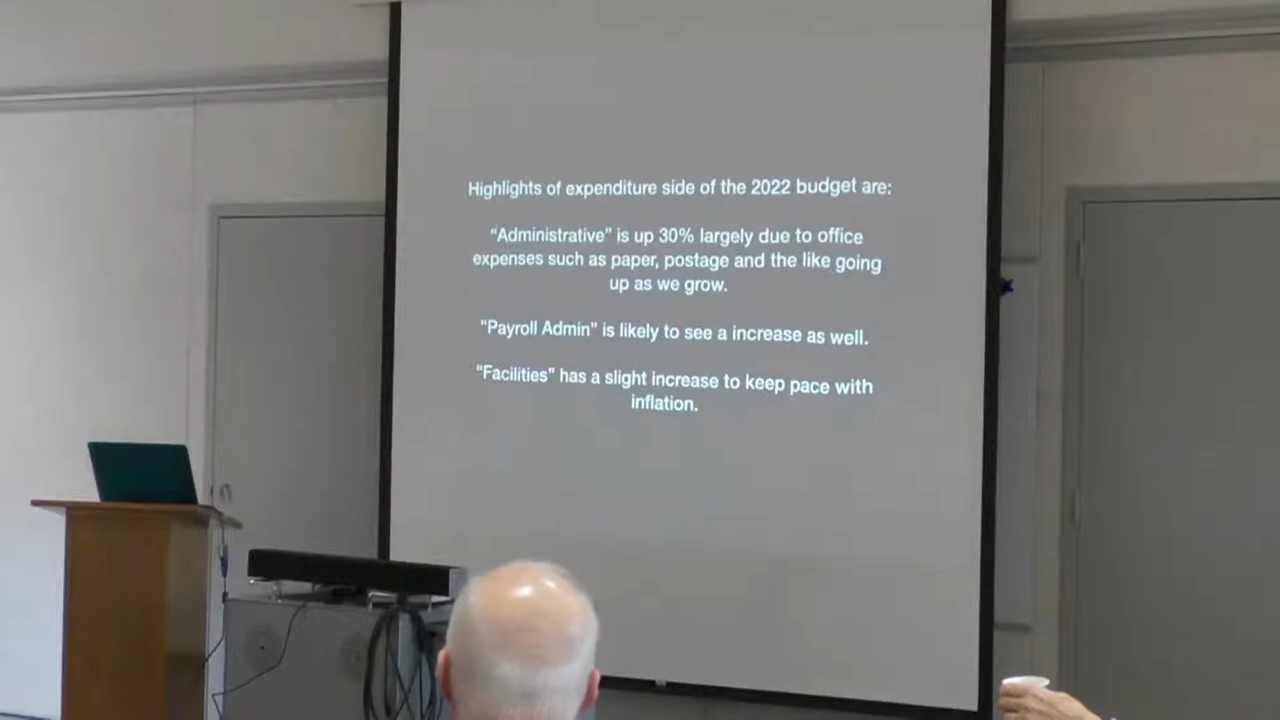 Highlights of expenditure side of the 2022 budget are:
“Administrative” is up 30% largely due to office
expenses such as paper, postage and the like going
up as we grow.
“Payroll Admin” is likely to see a increase as well.
“Facilities” has a slight increase to keep pace with
inflation.